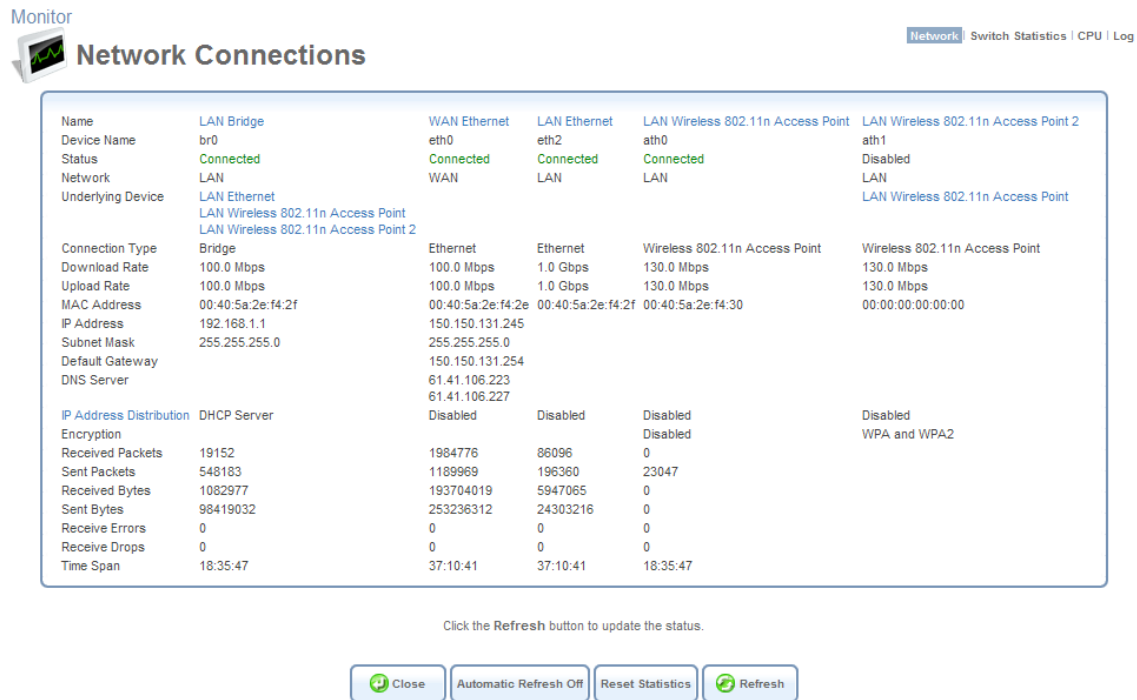 Monitor
Network | Switch Statistics | CPU | Log
Network Connections
Name LAN Bridge WAN Ethernet LAN Ethernet LAN Wireless 802.11n Access Point LAN Wireless 802.11n Access Point 2
Device Name br0 eth0 eth2 ath0 ath1
Status Connected Connected Connected Connected Disabled
Network LAN WAN LAN LAN LAN
Underlying Device LAN Ethernet LAN Wireless 802.11n Access Point
LAN Wireless 802.11n Access Point
LAN Wireless 802.11n Access Point 2
Connection Type Bridge Ethernet Ethernet Wireless 802.11n Access Point Wireless 802.11n Access Point
Download Rate 100.0 Mbps 100.0 Mbps 1.0 Gbps 130.0 Mbps 130.0 Mbps
Upload Rate 100.0 Mbps 100.0 Mbps 1.0 Gbps 130.0 Mbps 130.0 Mbps
MAC Address 00:40:5a:2e:f4:2f 00:40:5a:2e:f4:2e 00:40:5a:2e:f4:2f 00:40:5a:2e:f4:30 00:00:00:00:00:00
IP Address 192.168.1.1 150.150.131.245
Subnet Mask 255.255.255.0 255.255.255.0
Default Gateway 150.150.131.254
DNS Server 61.41.106.223
61.41.106.227
IP Address Distribution DHCP Server Disabled Disabled Disabled Disabled
Encryption Disabled WPA and WPA2
Received Packets 19152 1984776 86096 0
Sent Packets 548183 1189969 196360 23047
Received Bytes 1082977 193704019 5947065 0
Sent Bytes 98419032 253236312 24303216 0
Receive Errors 0 0 0 0
Receive Drops 0 0 0 0
Time Span 18:35:47 37:10:41 37:10:41 18:35:47
Click the Refresh button to update the status.
Close Automatic Refresh Off Reset Statistics Refresh